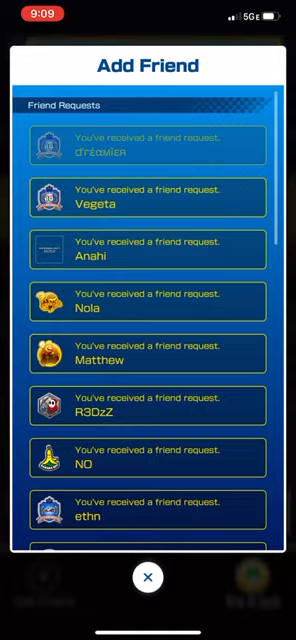 9:09
5GE
Add Friend
Friend Requests
You've received a friend request.
You've received a friend request.
Vegeta
You've received a friend request.
Anahi
You've received a friend request.
Nola
You've received a friend request.
Matthew
You've received a friend request.
R3DzZ
You've received a friend request.
NO
You've received a friend request.
ethn